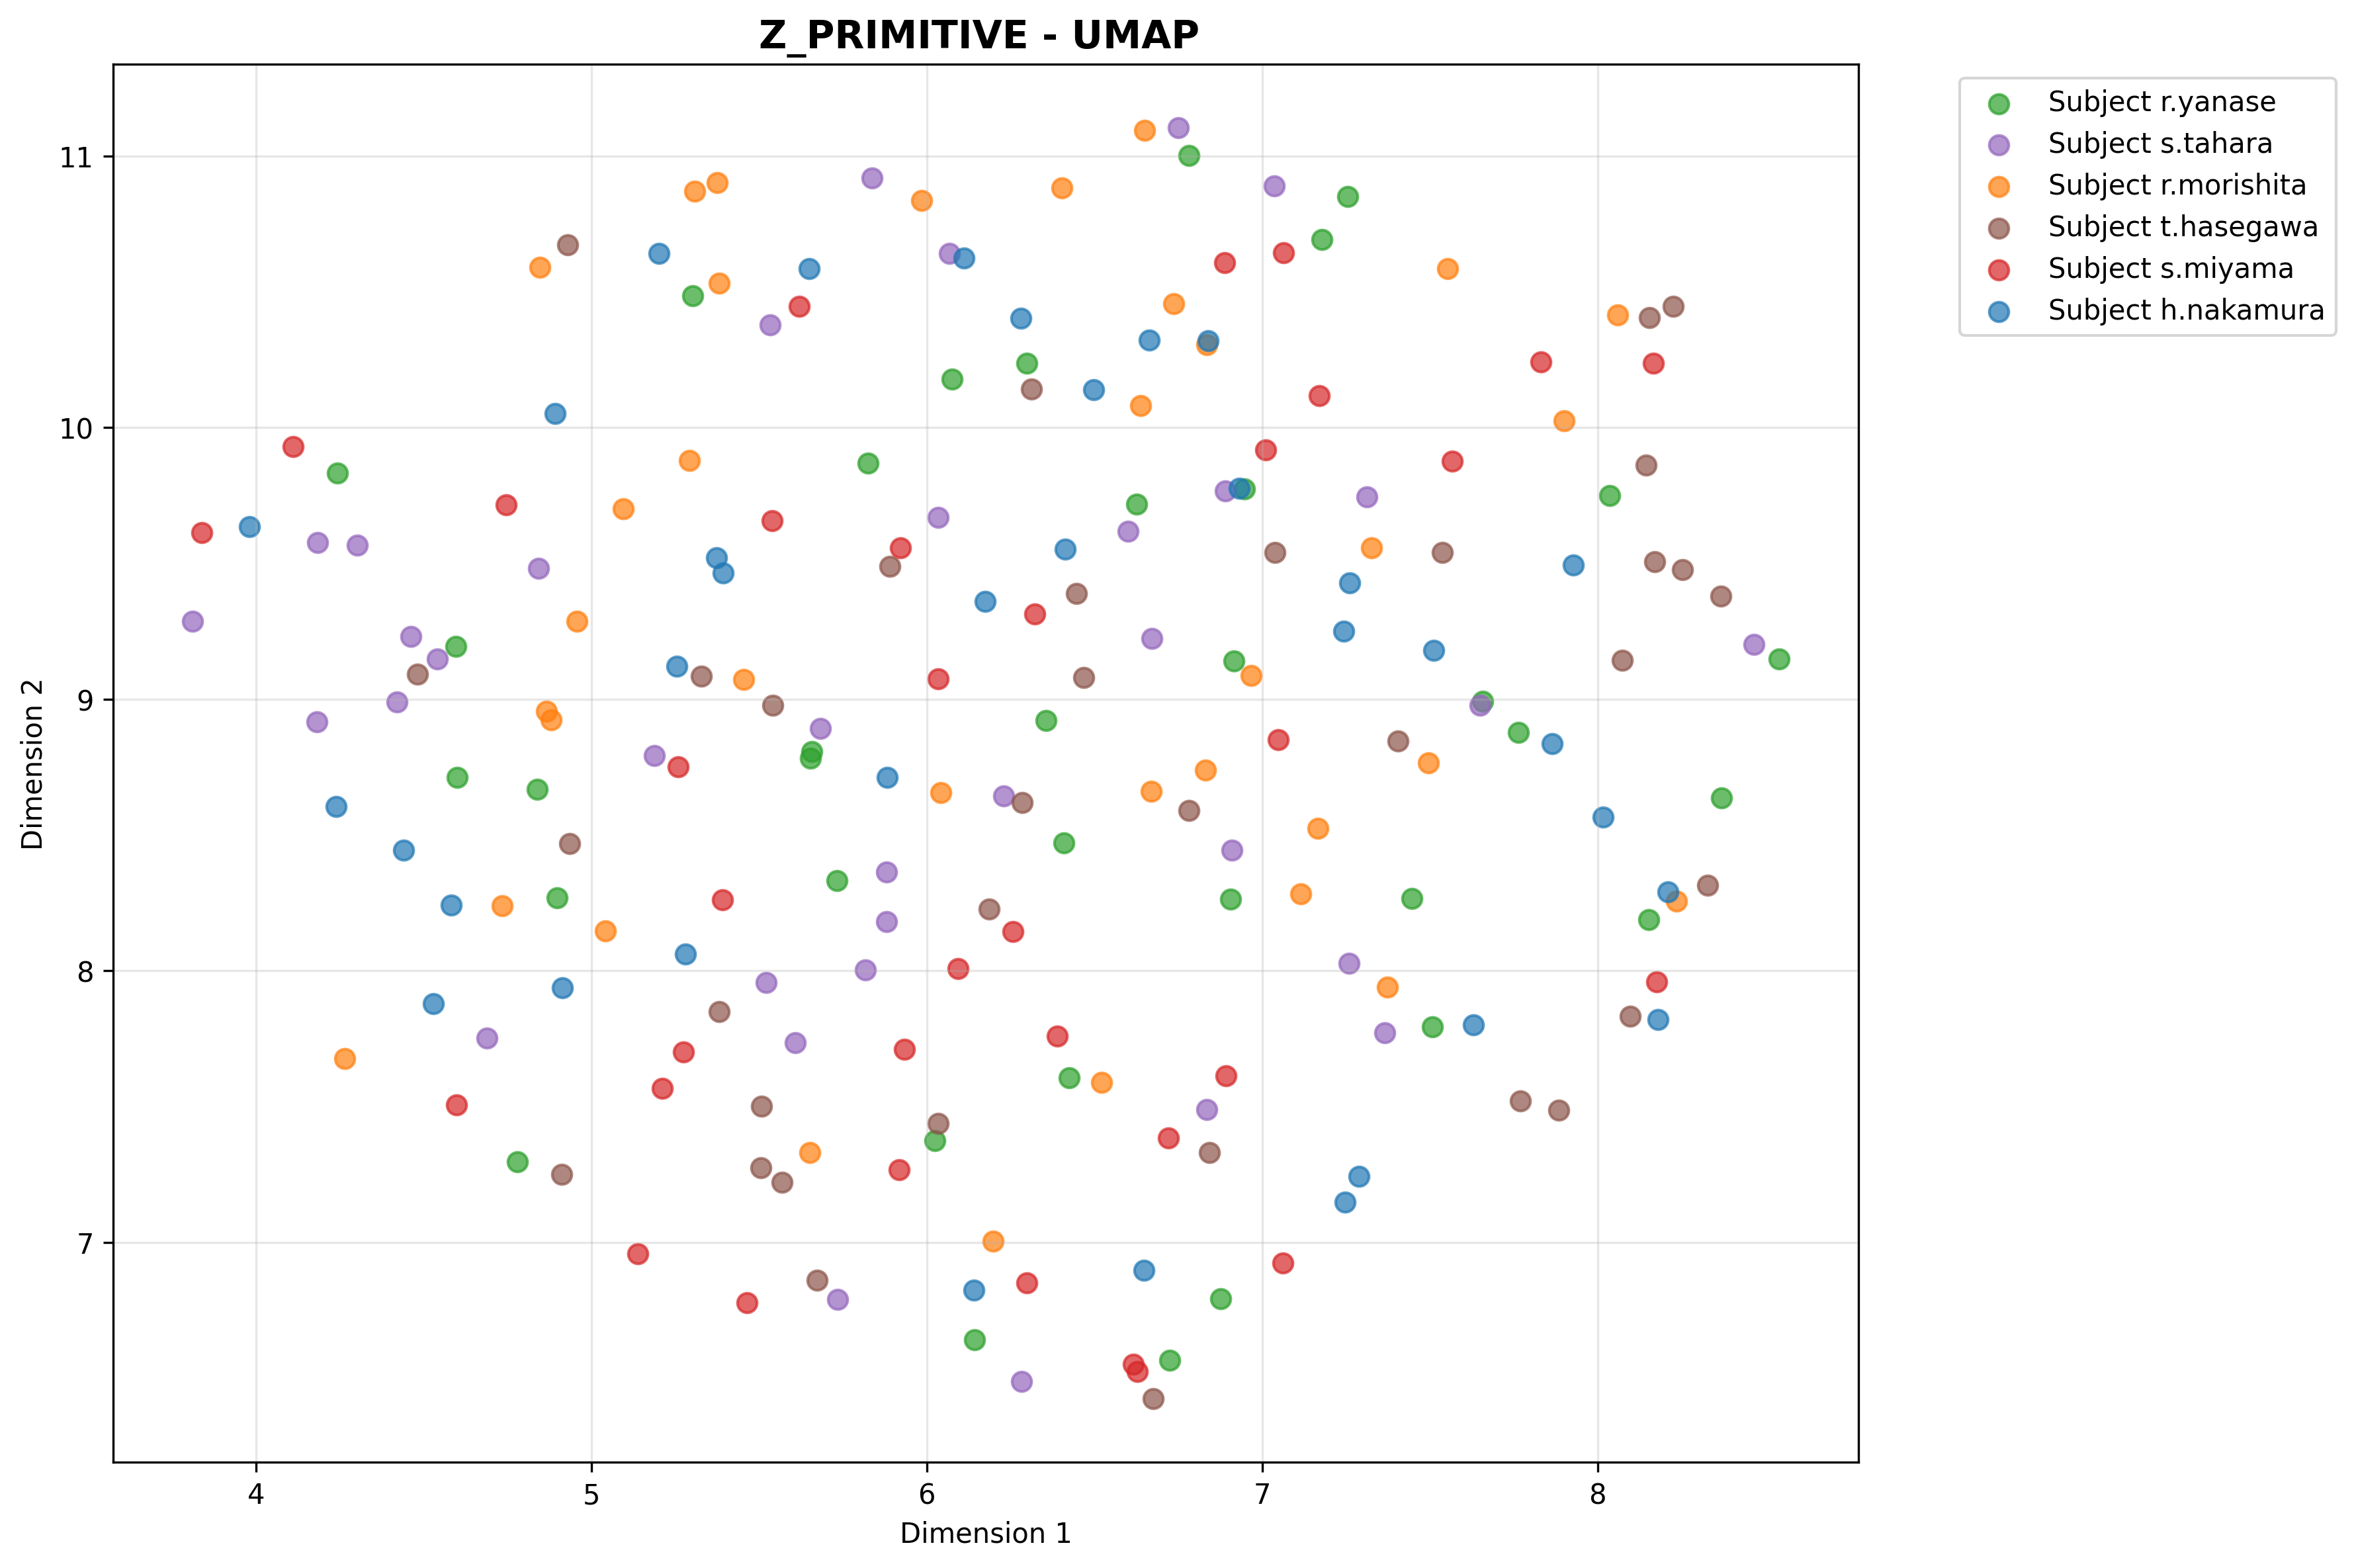 Z_PRIMITIVE - UMAP
Subject r.yanase
Subject s.tahara
Subject r.morishita
Subject t.hasegawa
Subject s.miyama
Subject h.nakamura
11
10
9
8
7
Dimension 2
4 5 6 7 8
Dimension 1